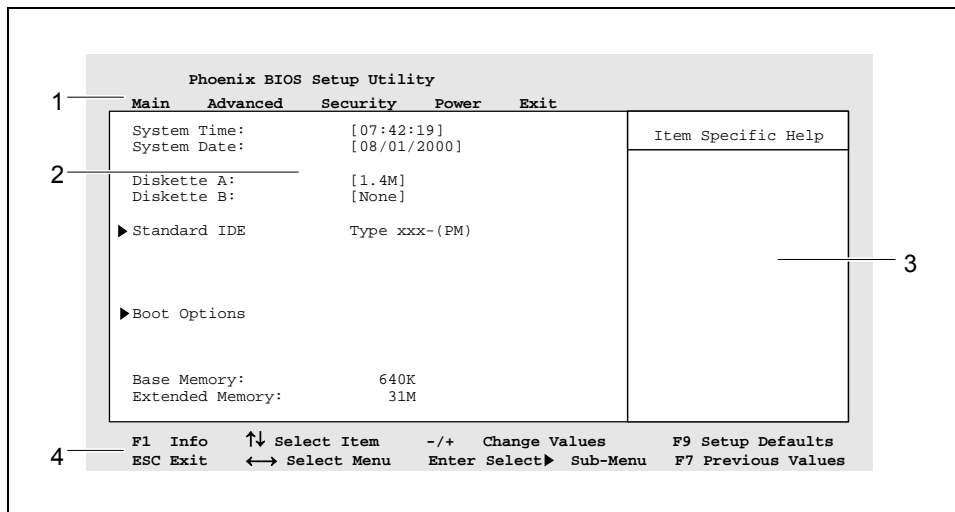 Phoenix BIOS Setup Utility
1
Main Advanced Security Power Exit
System Time: [07:42:19]
Item Specific Help
System Date: [08/01/2000]
2
Diskette A: [1.4M]
Diskette B: [None]
▶Standard IDE Type xxx-(PM)
3
▶Boot Options
Base Memory: 640K
Extended Memory: 31M
F1 Info ↑↓ Select Item -/+ Change Values F9 Setup Defaults
4
ESC Exit ←→ Select Menu Enter Select▶ Sub-Menu F7 Previous Values